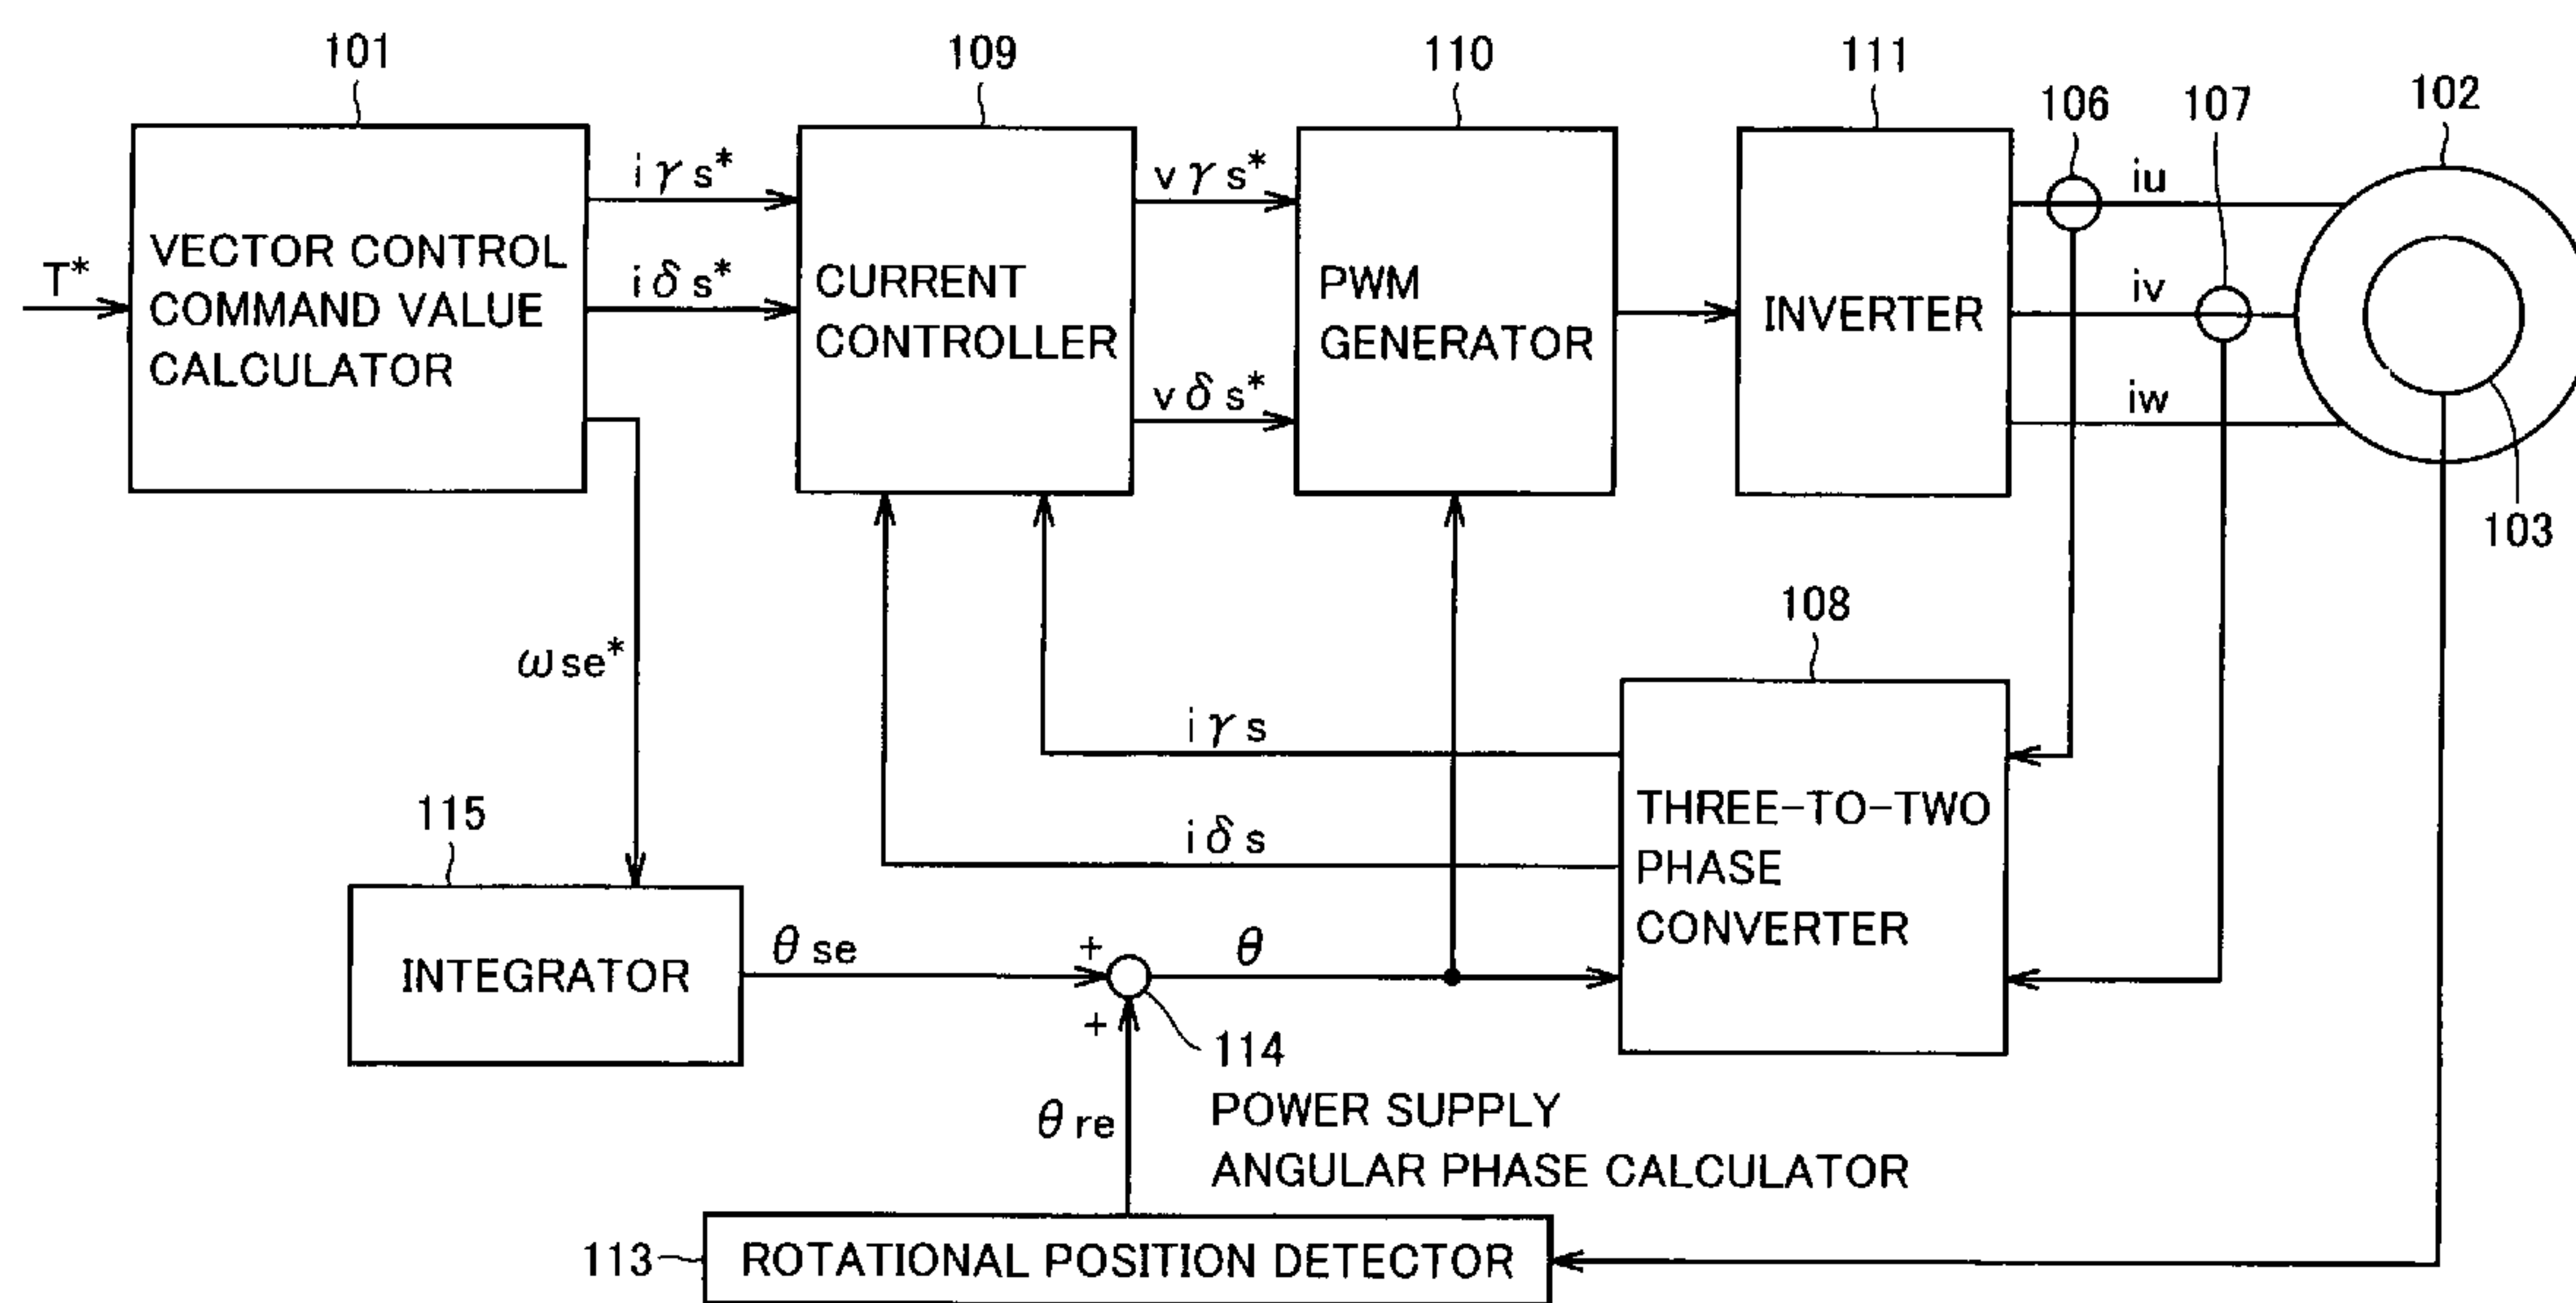 101
109
110
111
106
107
102
T*
VECTOR CONTROL
COMMAND VALUE
CALCULATOR
iγs*
iδs*
CURRENT
CONTROLLER
vγs*
vδs*
PWM
GENERATOR
INVERTER
iu
iv
iw
103
108
ωse*
iγs
iδs
THREE-TO-TWO
PHASE
CONVERTER
115
INTEGRATOR
θse
+
+
θ
114
POWER SUPPLY
ANGULAR PHASE CALCULATOR
θre
113
ROTATIONAL POSITION DETECTOR